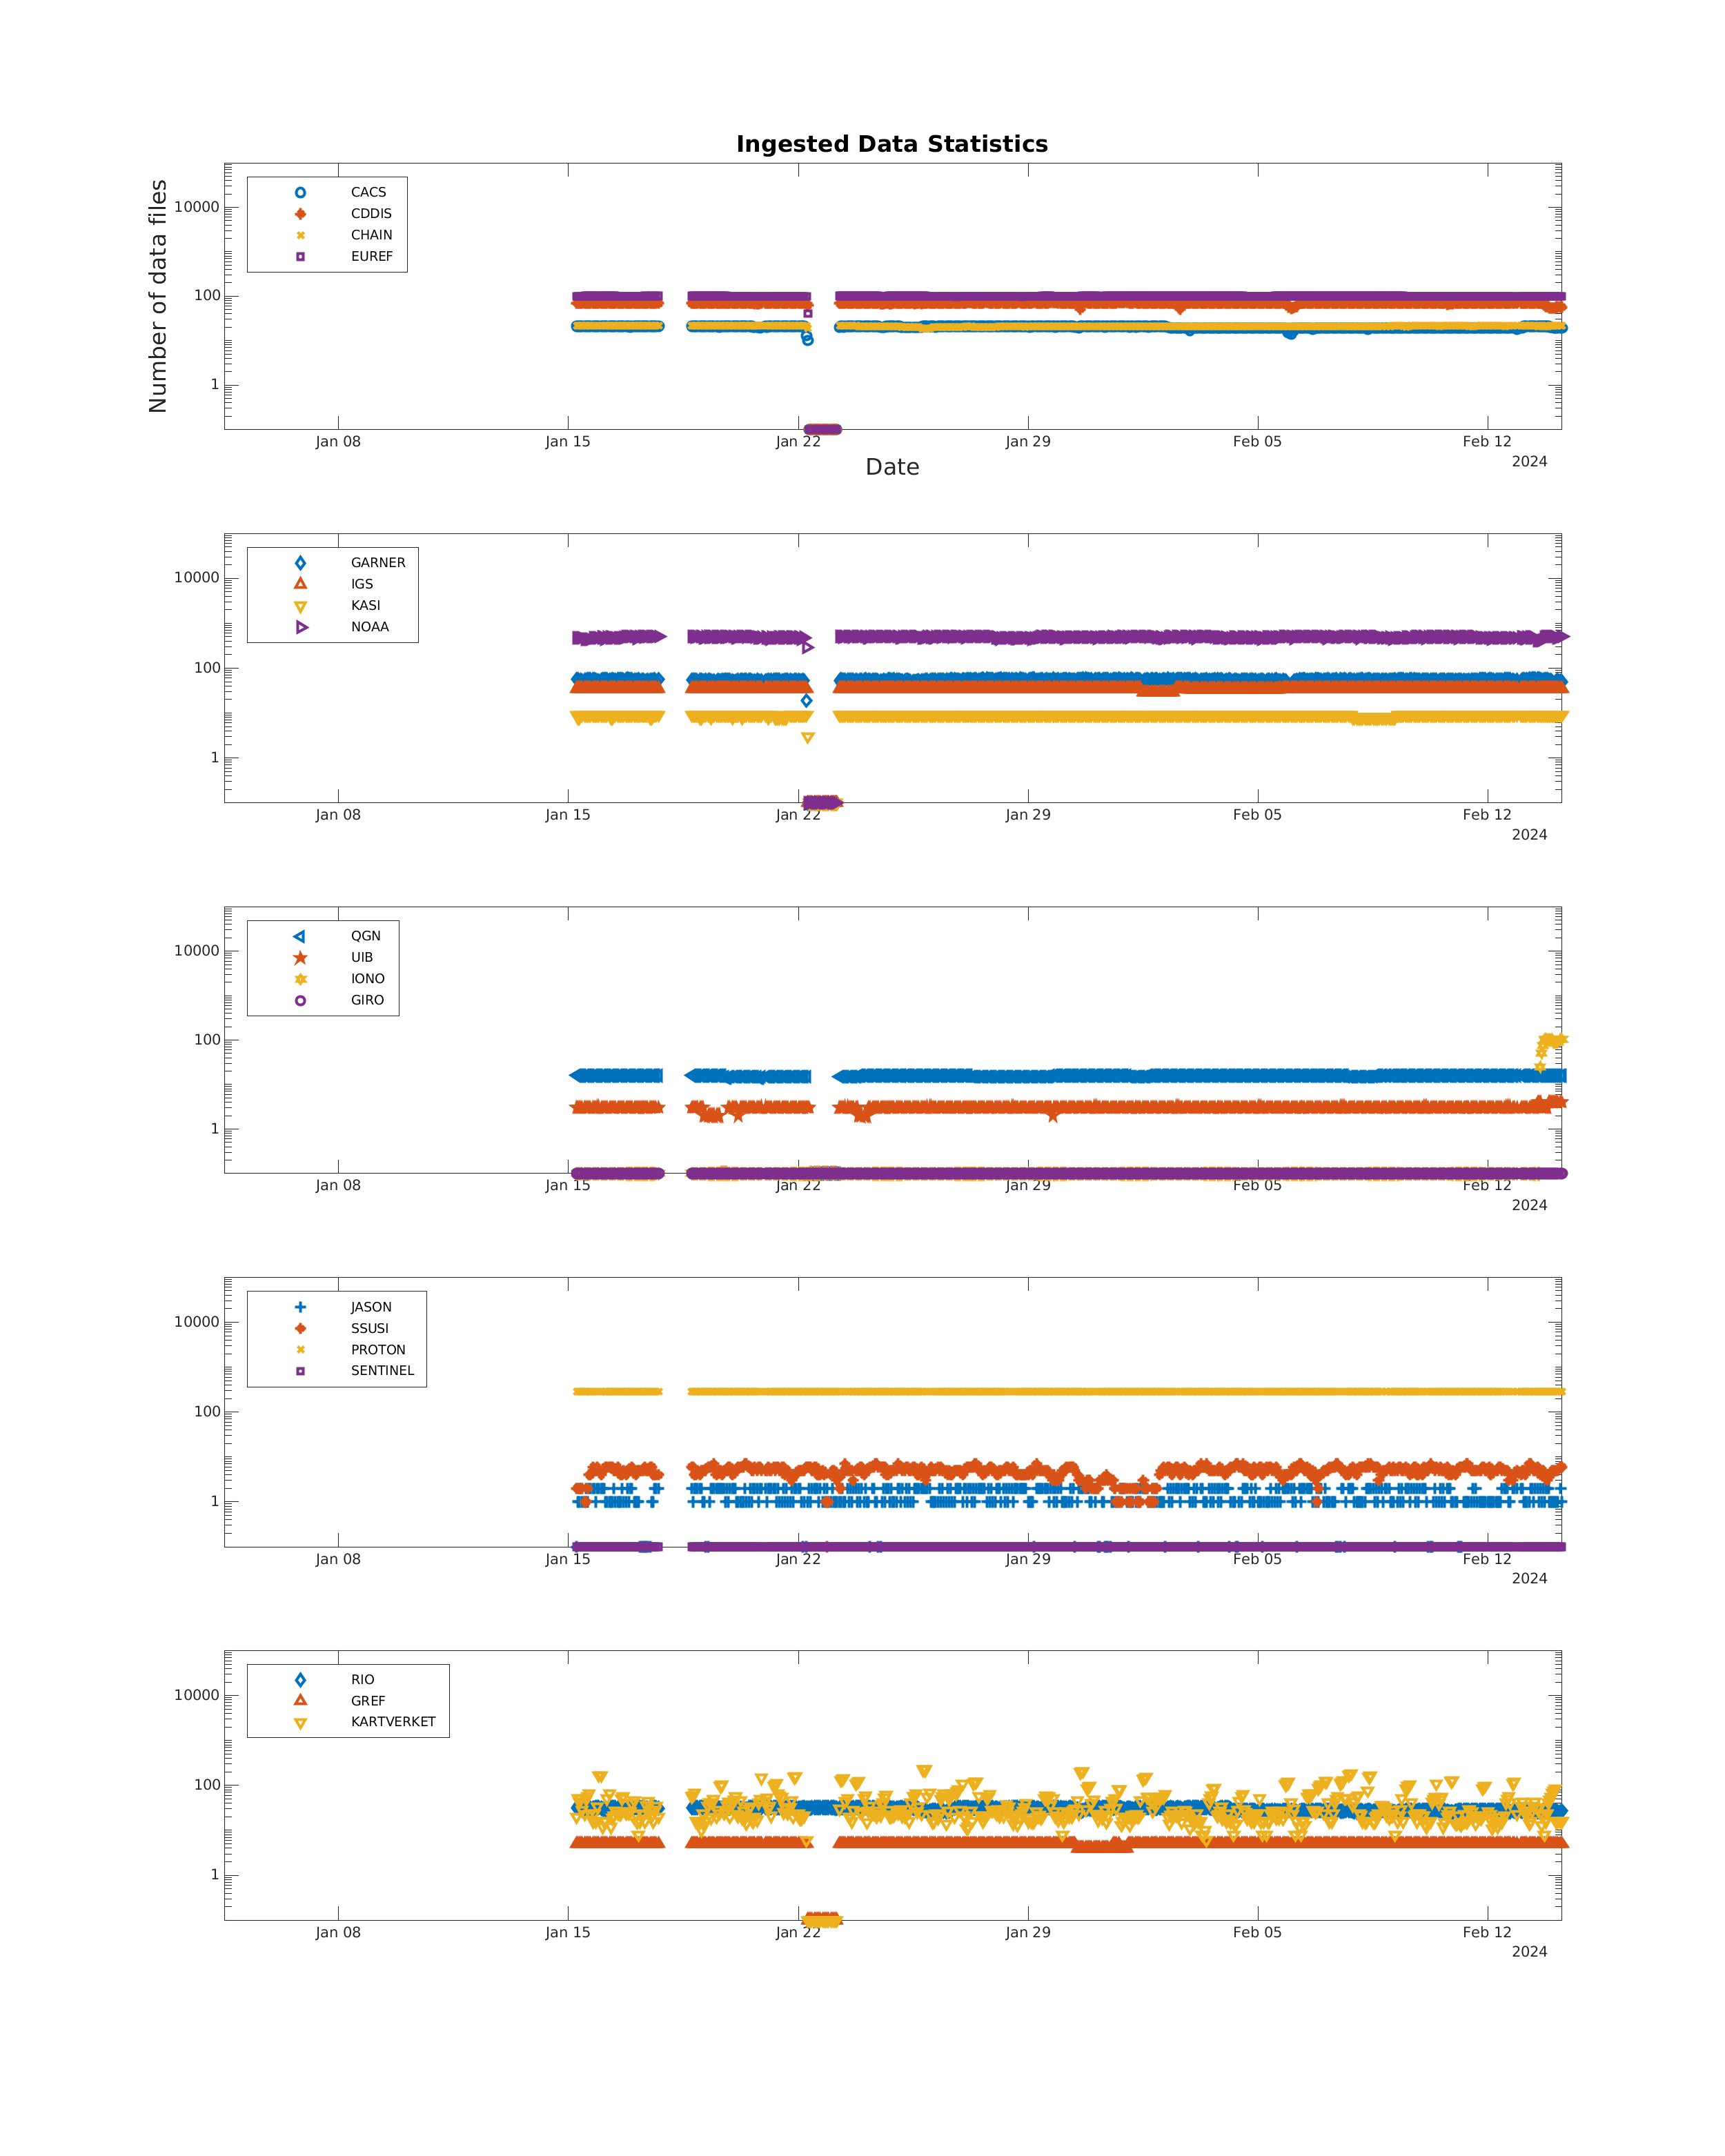 Ingested Data Statistics
Number of data files
10000
100
1
CACS
CDDIS
CHAIN
EUREF
Jan 08 Jan 15 Jan 22 Jan 29 Feb 05 Feb 12
2024
Date
10000
100
1
GARNER
IGS
KASI
NOAA
Jan 08 Jan 15 Jan 22 Jan 29 Feb 05 Feb 12
2024
10000
100
1
QGN
UIB
IONO
GIRO
Jan 08 Jan 15 Jan 22 Jan 29 Feb 05 Feb 12
2024
10000
100
1
JASON
SSUSI
PROTON
SENTINEL
Jan 08 Jan 15 Jan 22 Jan 29 Feb 05 Feb 12
2024
10000
100
1
RIO
GREF
KARTVERKET
Jan 08 Jan 15 Jan 22 Jan 29 Feb 05 Feb 12
2024